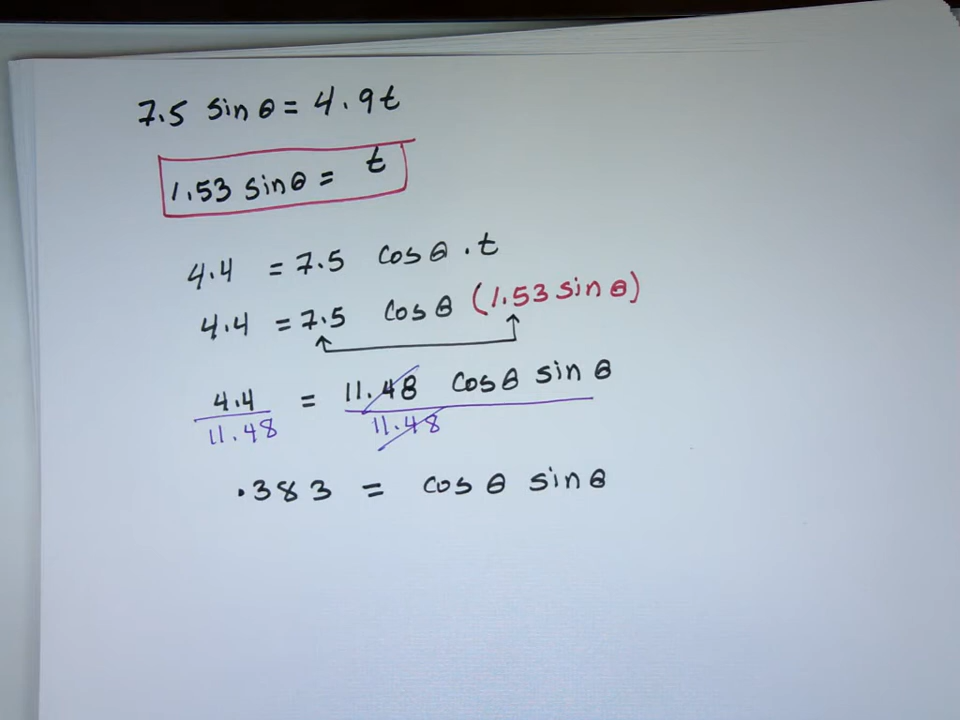 7.5 sin θ = 4.9t
1.53 sin θ = t
4.4 = 7.5 cos θ . t
4.4 = 7.5 cos θ (1.53 sin θ)
4.4 = 11.48 cos θ sin θ
11.48 11.48
.383 = cos θ sin θ